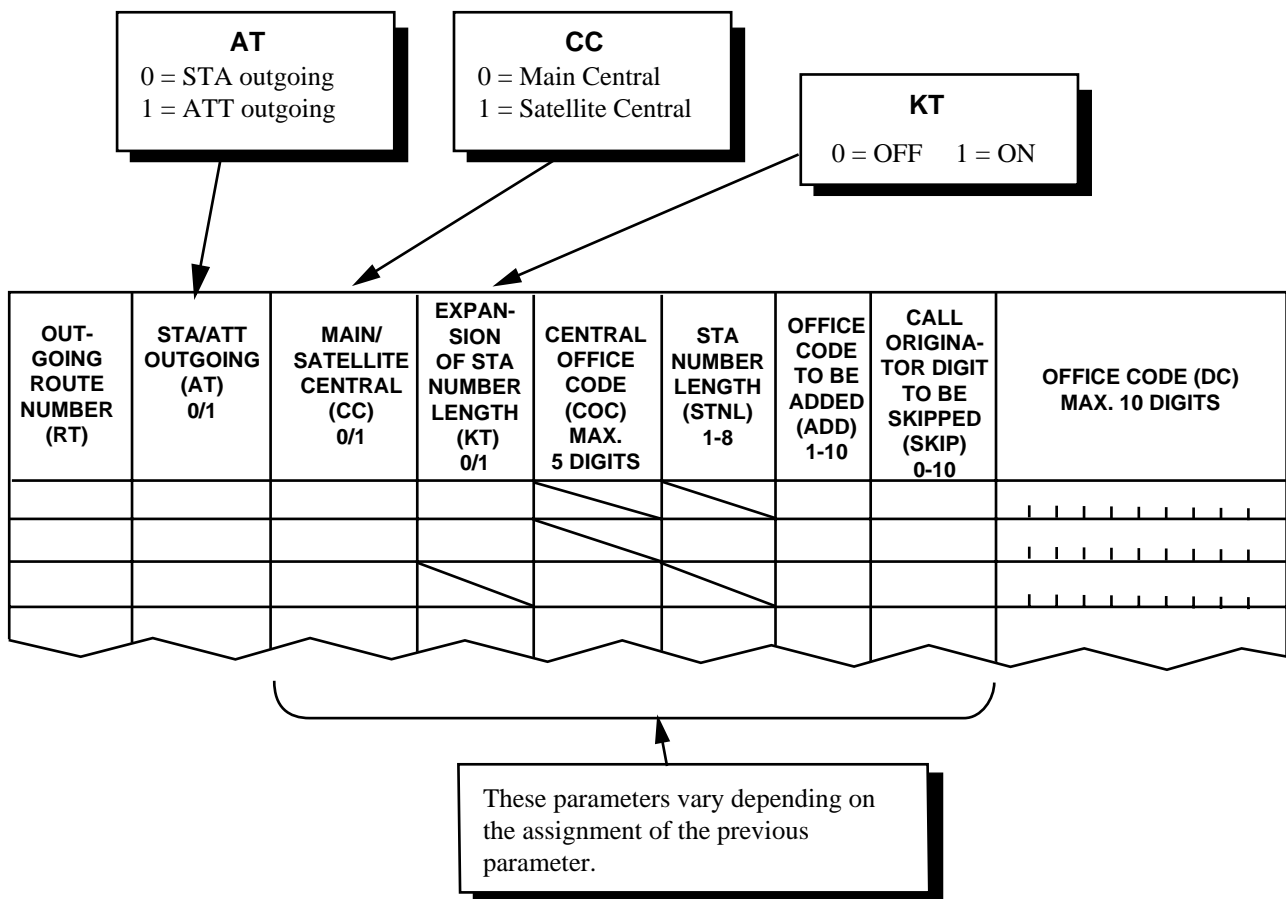 AT
0 = STA outgoing
1 = ATT outgoing
CC
0 = Main Central
1 = Satellite Central
KT
0 = OFF 1 = ON
OUT-
GOING
ROUTE
NUMBER
(RT)
STA/ATT
OUTGOING
(AT)
0/1
MAIN/
SATELLITE
CENTRAL
(CC)
0/1
EXPAN-
SION
OF STA
NUMBER
LENGTH
(KT)
0/1
CENTRAL
OFFICE
CODE
(COC)
MAX.
5 DIGITS
STA
NUMBER
LENGTH
(STNL)
1-8
OFFICE
CODE
TO BE
ADDED
(ADD)
1-10
CALL
ORIGINA-
TOR DIGIT
TO BE
SKIPPED
(SKIP)
0-10
OFFICE CODE (DC)
MAX. 10 DIGITS
These parameters vary depending on
the assignment of the previous
parameter.